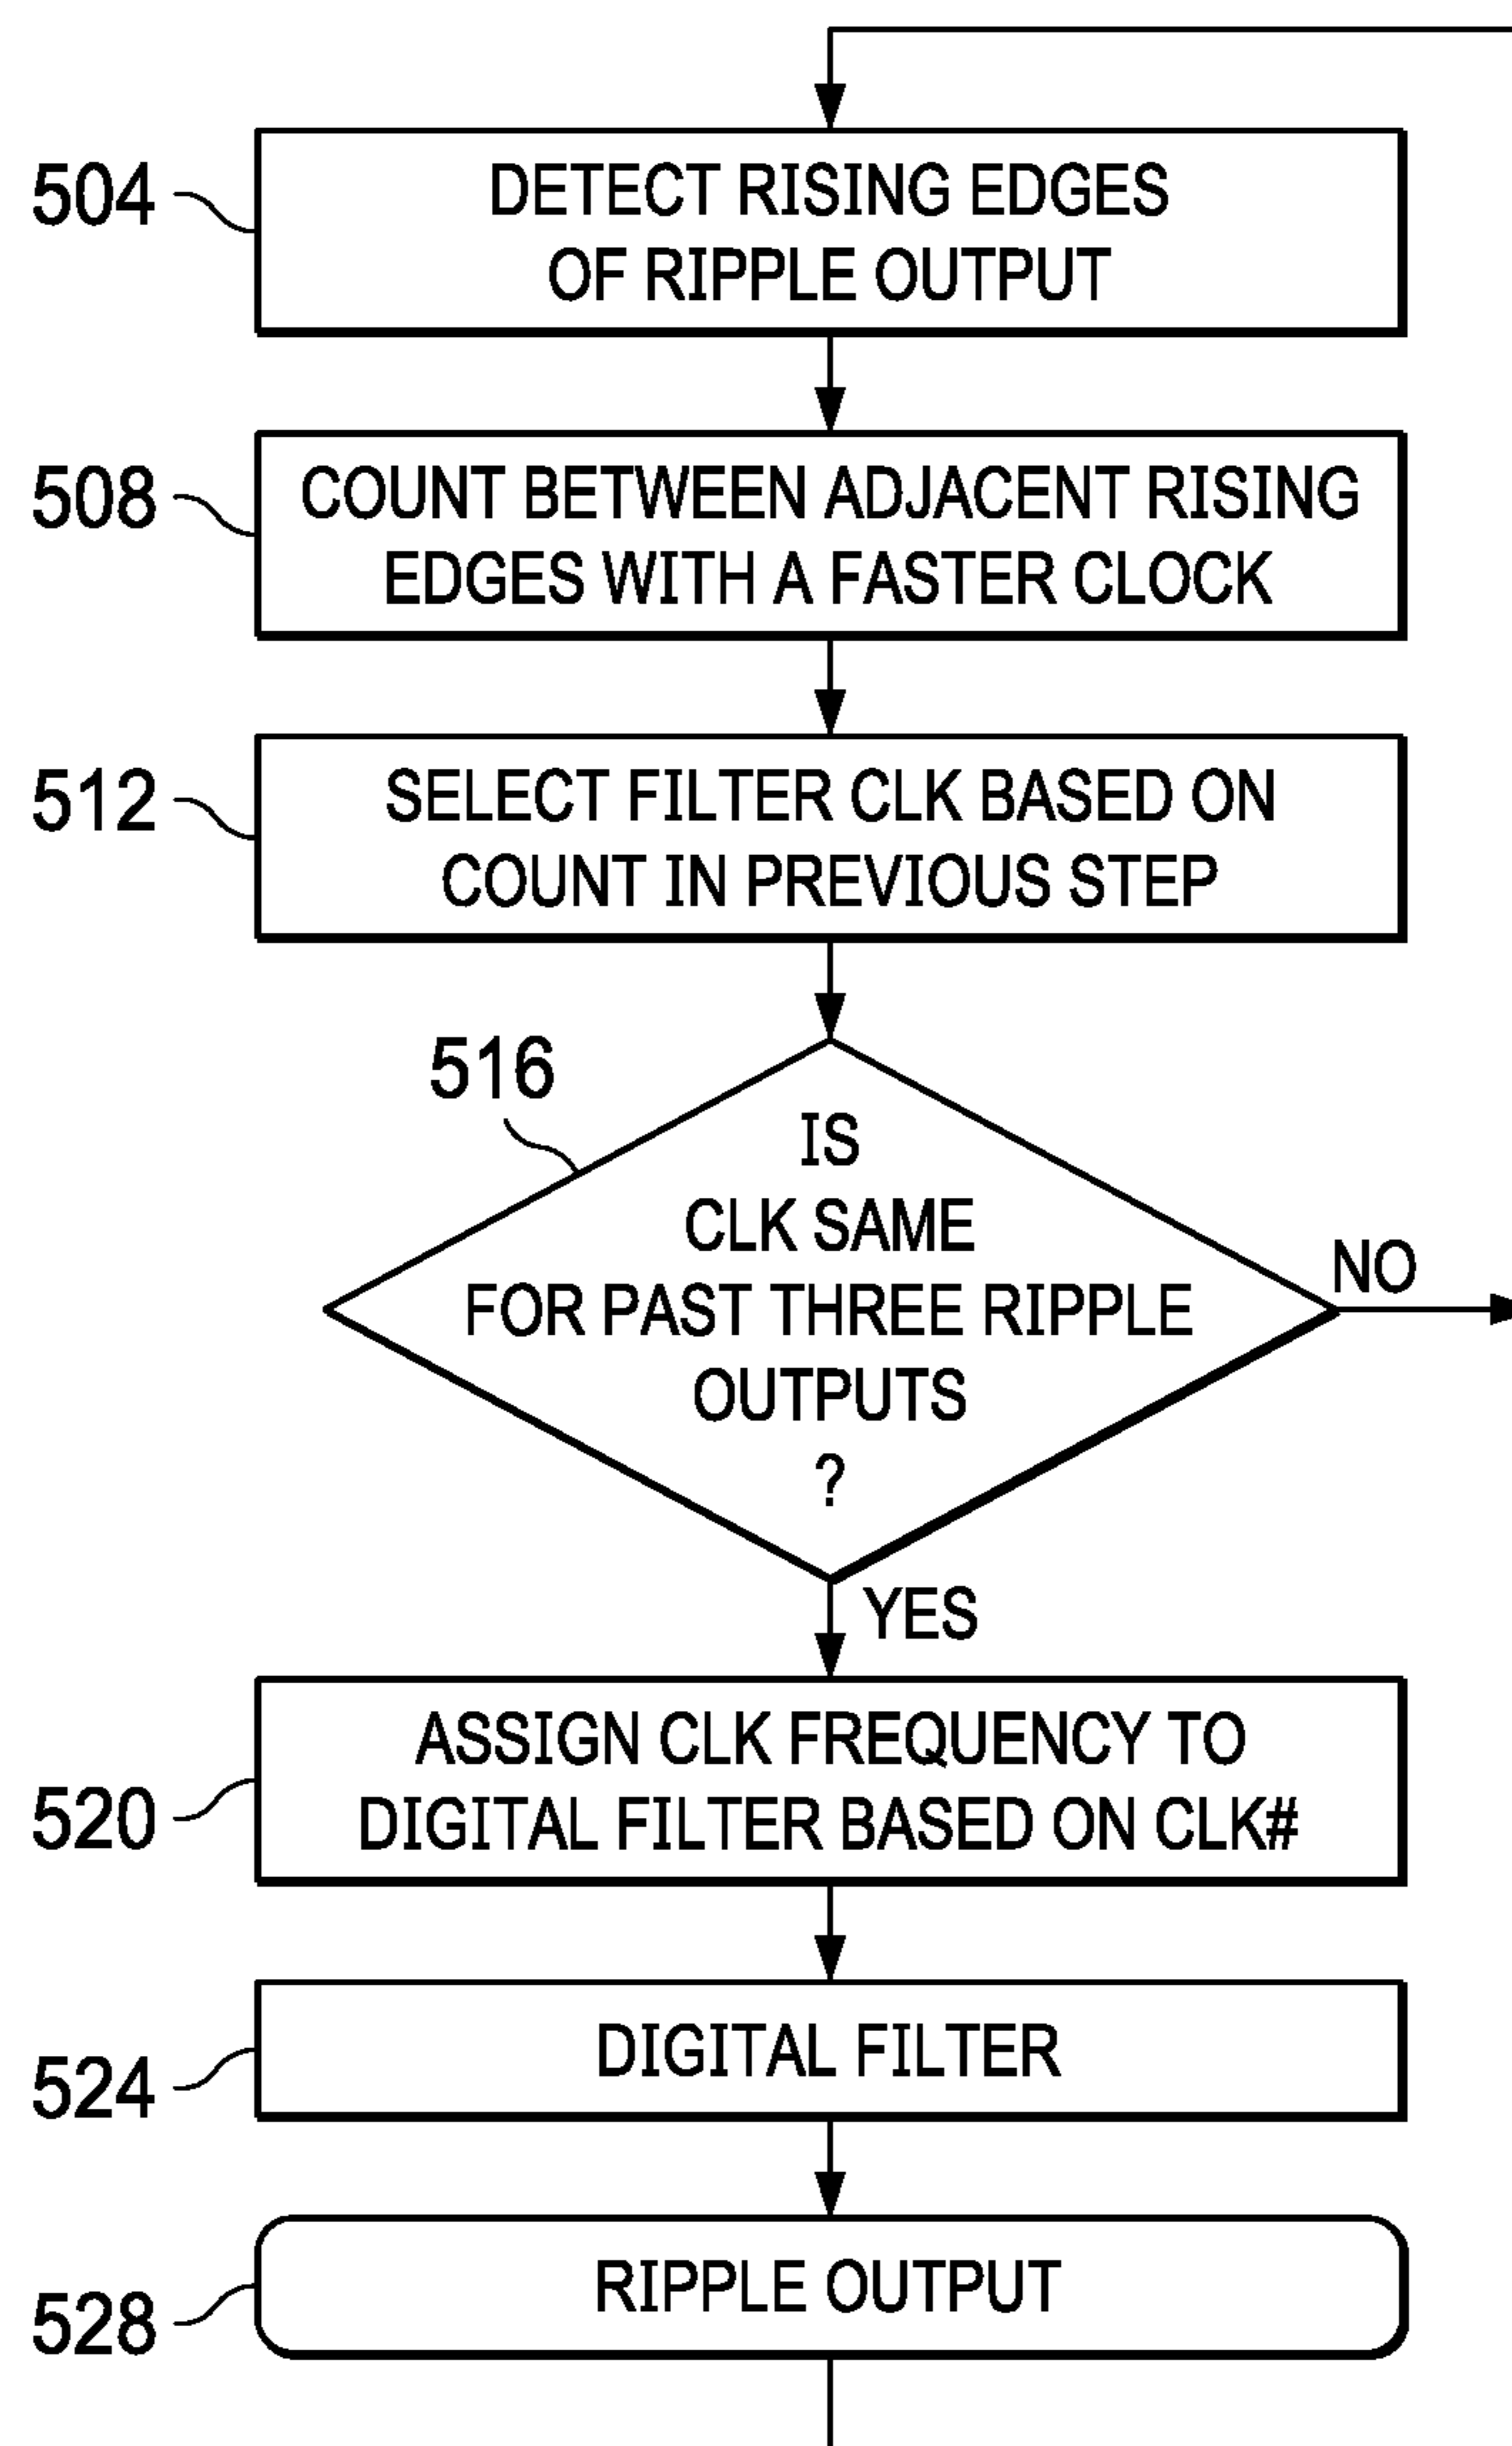 504
DETECT RISING EDGES
OF RIPPLE OUTPUT
508
COUNT BETWEEN ADJACENT RISING
EDGES WITH A FASTER CLOCK
512
SELECT FILTER CLK BASED ON
COUNT IN PREVIOUS STEP
516
IS
CLK SAME
FOR PAST THREE RIPPLE
OUTPUTS
?
NO
YES
520
ASSIGN CLK FREQUENCY TO
DIGITAL FILTER BASED ON CLK#
524
DIGITAL FILTER
528
RIPPLE OUTPUT